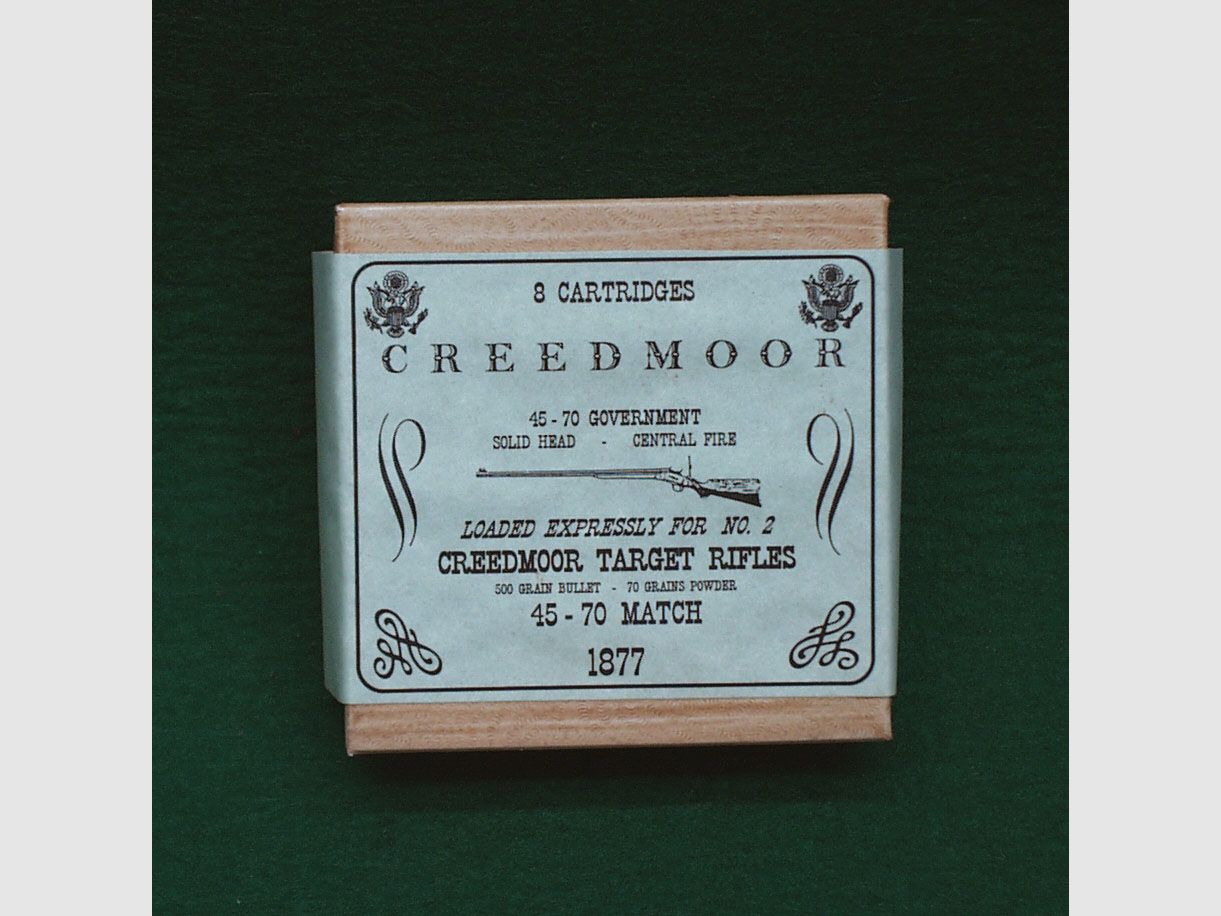 8 CARTRIDGES
CREEDMOOR
45-70 GOVERNMENT
SOLID HEAD - CENTRAL FIRE
LOADED EXPRESSLY FOR NO. 2
CREEDMOOR TARGET RIFLES
500 GRAIN BULLET - 70 GRAINS POWDER
45-70 MATCH
1877